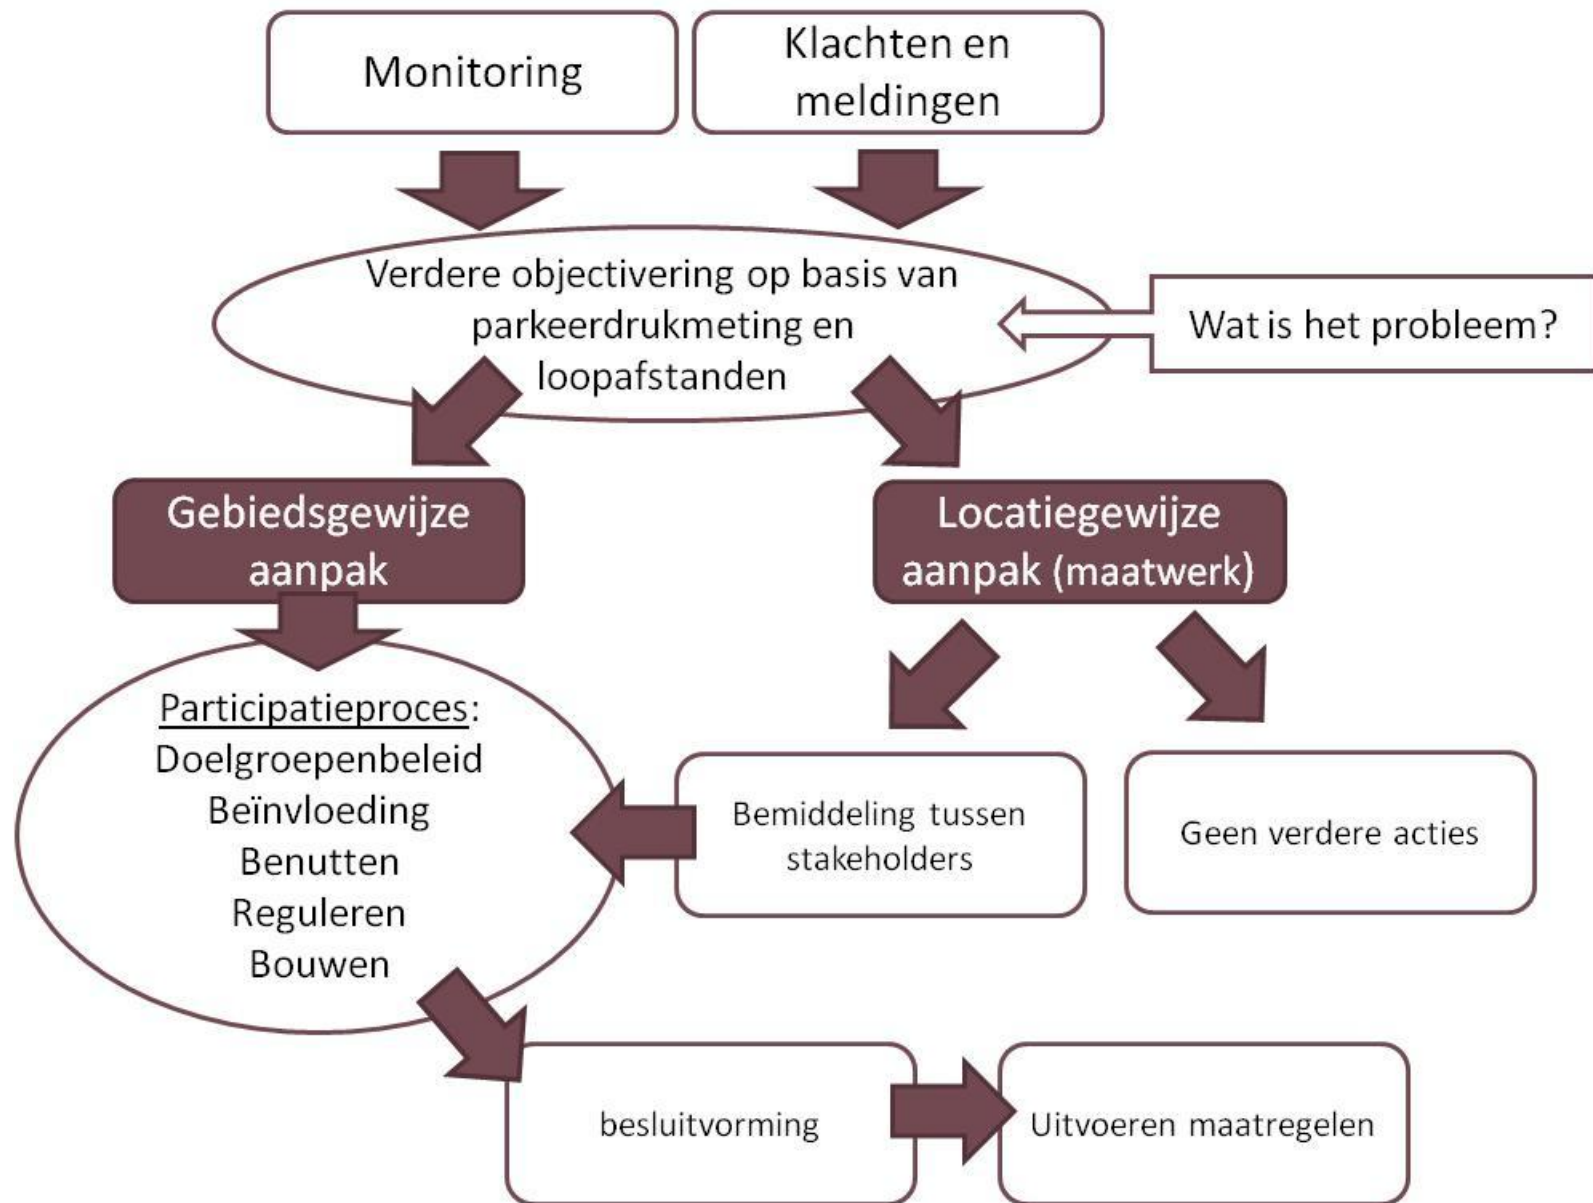 Monitoring
Klachten en
meldingen
Verdere objectivering op basis van
parkeerdrukmeting en
loopafstanden
Wat is het probleem?
Gebiedsgewijze
aanpak
Locatiegewijze
aanpak (maatwerk)
Participatieproces:
Doelgroepenbeleid
Beïnvloeding
Benutten
Reguleren
Bouwen
Bemiddeling tussen
stakeholders
Geen verdere acties
besluitvorming
Uitvoeren maatregelen